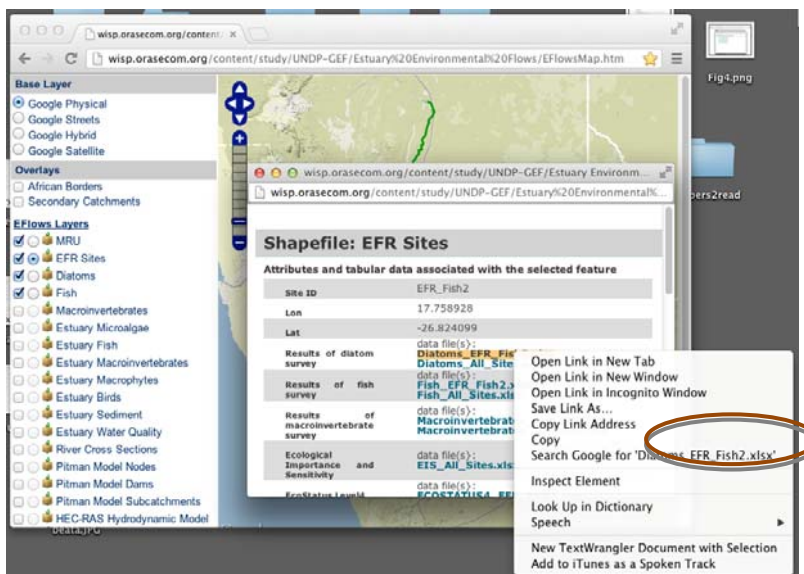 wisp.orasecom.org/content/
wisp.orasecom.org/content/study/UNDP-GEF/Estuary%20Environmental%20Flows/EFlowsMap.htm
Fig4.png
Base Layer
Google Physical
Google Streets
Google Hybrid
Google Satellite
Overlays
African Borders
Secondary Catchments
EFlows Layers
MRU
EFR Sites
Diatoms
Fish
Macroinvertebrates
Estuary Microalgae
Estuary Fish
Estuary Macroinvertebrates
Estuary Macrophytes
Estuary Birds
Estuary Sediment
Estuary Water Quality
River Cross Sections
Pitman Model Nodes
Pitman Model Dams
Pitman Model Subcatchments
HEC-RAS Hydrodynamic Model
wisp.orasecom.org/content/study/UNDP-GEF/Estuary Environm...
wisp.orasecom.org/content/study/UNDP-GEF/Estuary%20Environmental%...
Shapefile: EFR Sites
Attributes and tabular data associated with the selected feature
Site ID EFR_Fish2
Lon 17.758928
Lat -26.824099
Results of diatom survey
data file(s):
Diatoms_EFR_Fis
Diatoms_All_Site
Results of fish survey
data file(s):
Fish_EFR_Fish2.x
Fish_All_Sites.xls
Results of macroinvertebrate survey
data file(s):
Macroinvertebrat
Macroinvertebrat
Ecological Importance and Sensitivity
data file(s):
EIS_All_Sites.xls
EcoStatus Level4
data file(s):
ECOSTATUS4_EFR
pers2read
Open Link in New Tab
Open Link in New Window
Open Link in Incognito Window
Save Link As...
Copy Link Address
Copy
Search Google for 'Diatoms_EFR_Fish2.xlsx'
Inspect Element
Look Up in Dictionary
Speech
New TextWrangler Document with Selection
Add to iTunes as a Spoken Track
beata.JPG